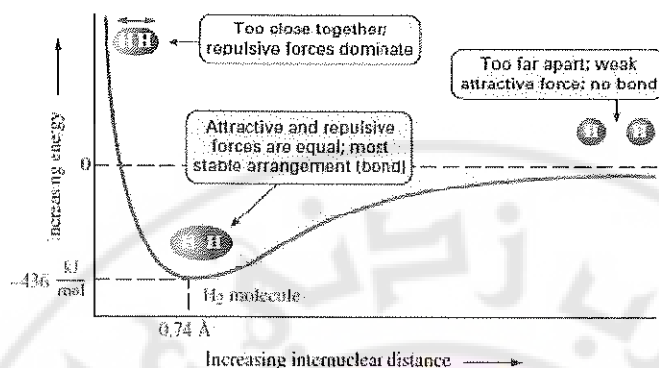 Too close together;
repulsive forces dominate
H H
Too far apart; weak
attractive force; no bond
H H
Attractive and repulsive
forces are equal; most
stable arrangement (bond)
H H
Increasing energy
0
−436 kJ/mol
H₂ molecule
0.74 Å
Increasing internuclear distance